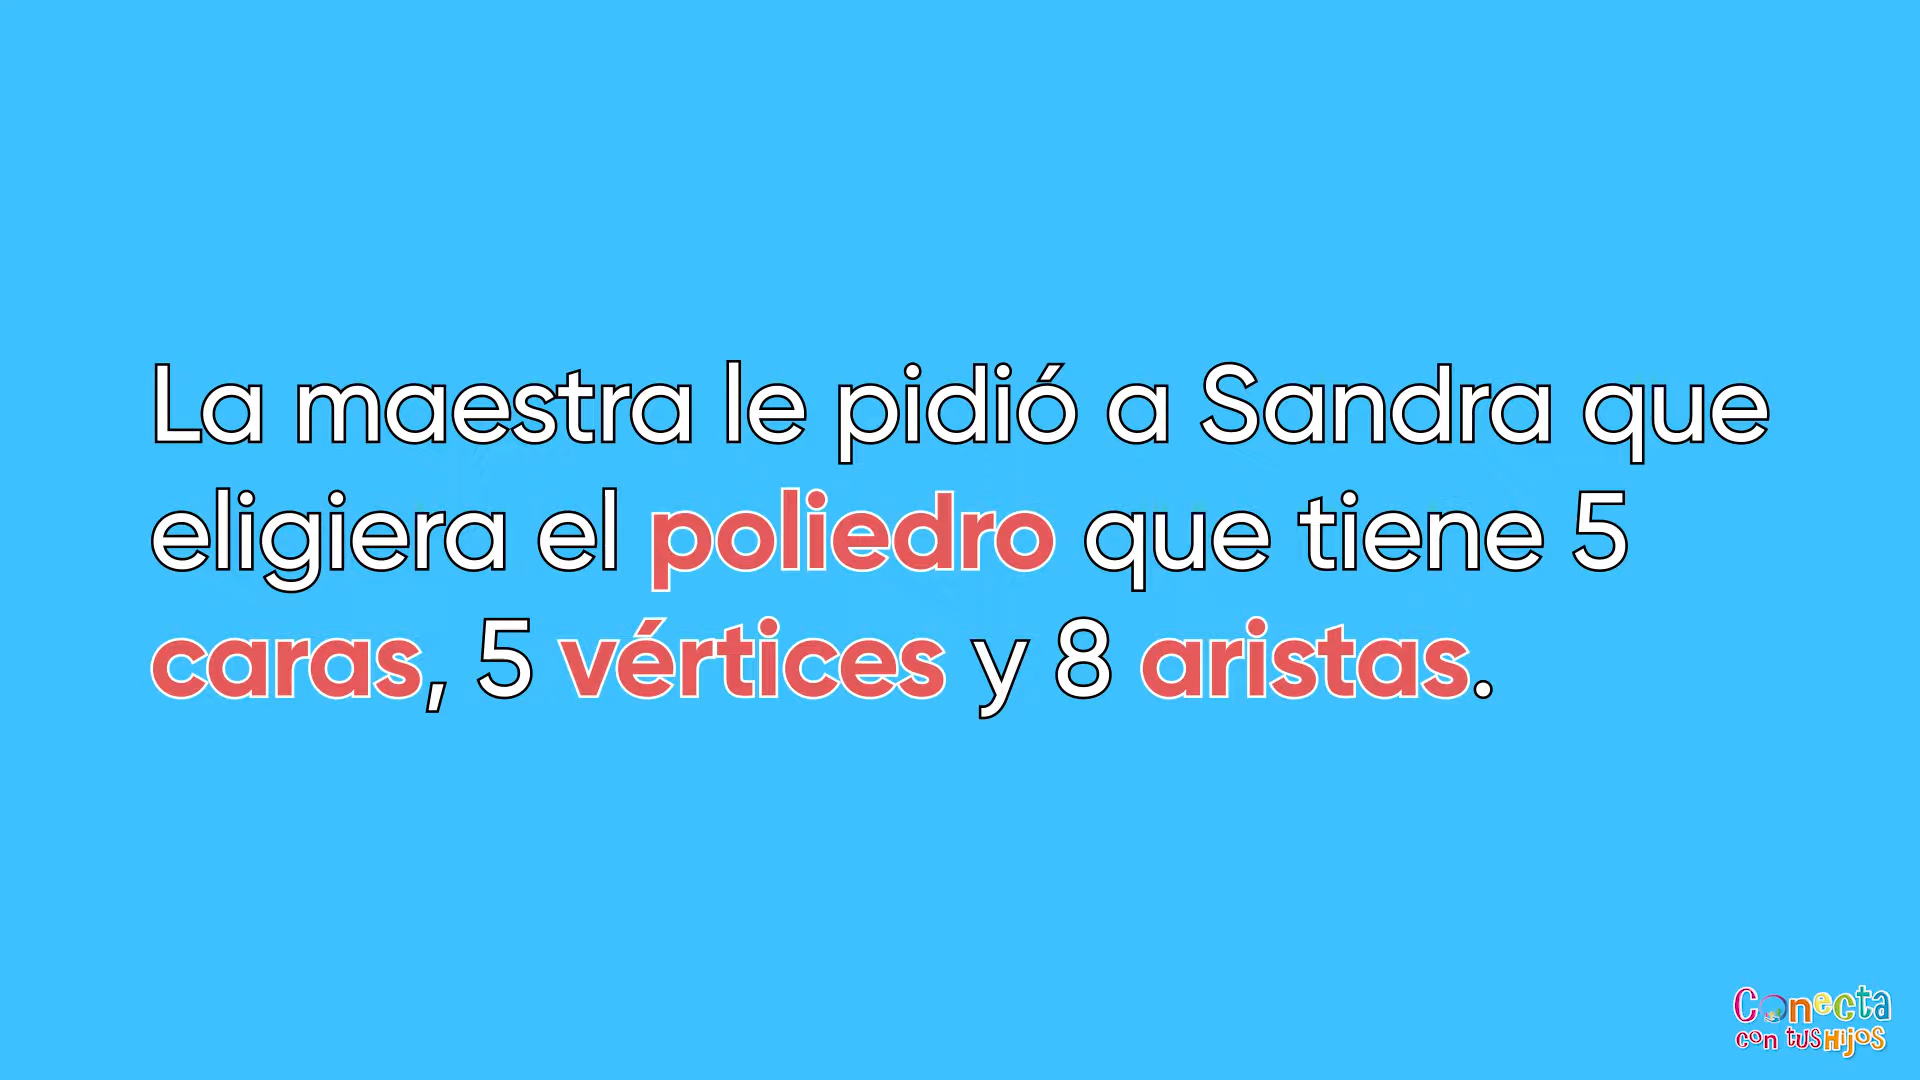 La maestra le pidió a Sandra que
eligiera el poliedro que tiene 5
caras, 5 vértices y 8 aristas.
Conecta
con tus Hijos